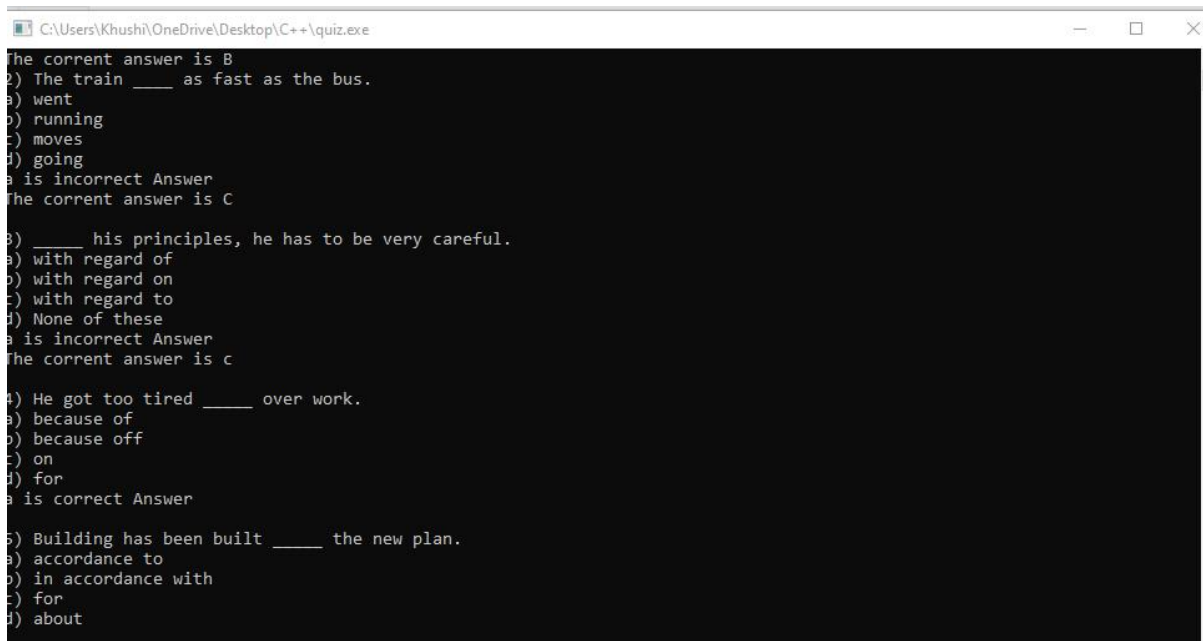 C:\Users\Khushi\OneDrive\Desktop\C++\quiz.exe
The corrent answer is B
2) The train ____ as fast as the bus.
a) went
b) running
c) moves
d) going
a is incorrect Answer
The corrent answer is C
3) _____ his principles, he has to be very careful.
a) with regard of
b) with regard on
c) with regard to
d) None of these
a is incorrect Answer
The corrent answer is c
4) He got too tired _____ over work.
a) because of
b) because off
c) on
d) for
a is correct Answer
5) Building has been built _____ the new plan.
a) accordance to
b) in accordance with
c) for
d) about